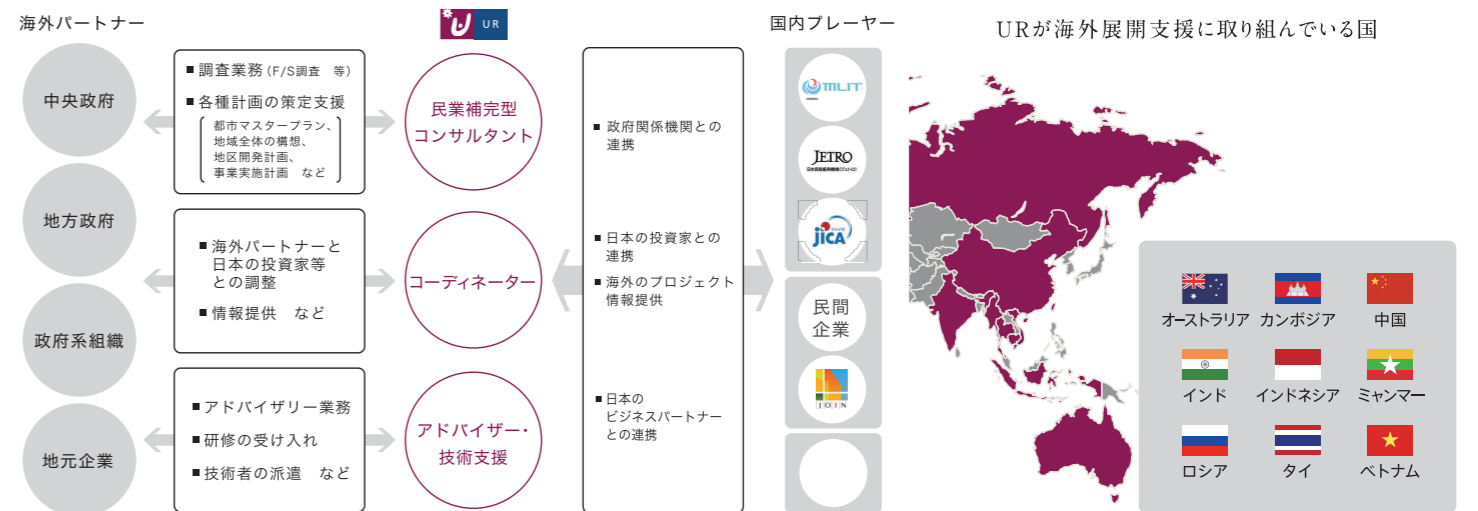 海外パートナー
中央政府
地方政府
政府系組織
地元企業
■ 調査業務（F/S調査　等）
■ 各種計画の策定支援
都市マスタープラン、
地域全体の構想、
地区開発計画、
事業実施計画　など
■ 海外パートナーと
日本の投資家等
との調整
■ 情報提供　など
■ アドバイザリー業務
■ 研修の受け入れ
■ 技術者の派遣　など
UR
民業補完型
コンサルタント
コーディネーター
アドバイザー・
技術支援
■ 政府関係機関との
連携
■ 日本の投資家との
連携
■ 海外のプロジェクト
情報提供
■ 日本の
ビジネスパートナー
との連携
国内プレーヤー
MLIT
JETRO
日本貿易振興機構(ジェトロ)
JICA
民間
企業
JOIN
URが海外展開支援に取り組んでいる国
オーストラリア
カンボジア
中国
インド
インドネシア
ミャンマー
ロシア
タイ
ベトナム